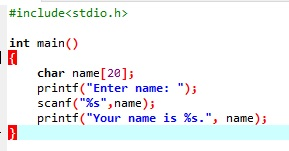 #include<stdio.h>
int main()
{
char name[20];
printf("Enter name: ");
scanf("%s",name);
printf("Your name is %s.", name);
}